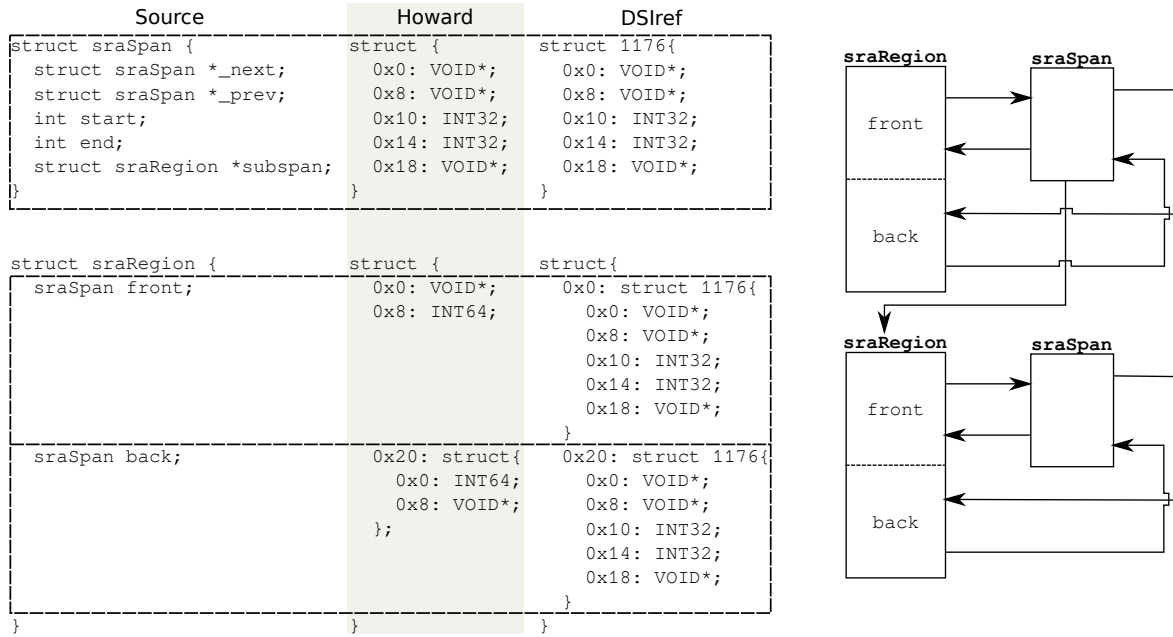 Source Howard DSIref
struct sraSpan { struct { struct 1176{
struct sraSpan *_next; 0x0: VOID*; 0x0: VOID*;
struct sraSpan *_prev; 0x8: VOID*; 0x8: VOID*;
int start; 0x10: INT32; 0x10: INT32;
int end; 0x14: INT32; 0x14: INT32;
struct sraRegion *subspan; 0x18: VOID*; 0x18: VOID*;
} } }
struct sraRegion { struct { struct{
sraSpan front; 0x0: VOID*; 0x0: struct 1176{
0x8: INT64; 0x0: VOID*;
0x8: VOID*;
0x10: INT32;
0x14: INT32;
0x18: VOID*;
}
sraSpan back; 0x20: struct{ 0x20: struct 1176{
0x0: INT64; 0x0: VOID*;
0x8: VOID*; 0x8: VOID*;
}; 0x10: INT32;
0x14: INT32;
0x18: VOID*;
}
} } }
sraRegion sraSpan
front
back
sraRegion sraSpan
front
back